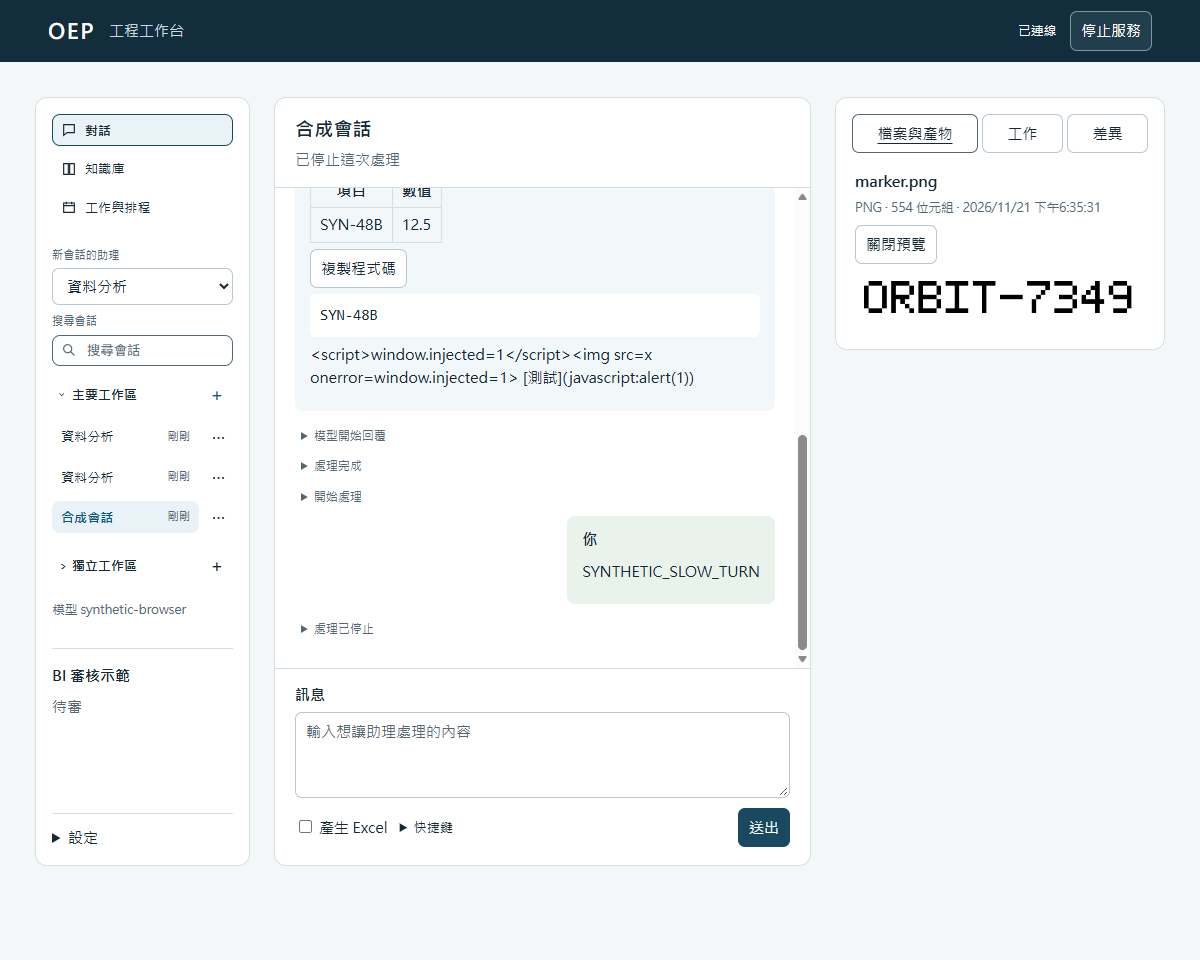 OEP 工程工作台
已連線
停止服務
對話
知識庫
工作與排程
新會話的助理
資料分析
搜尋會話
搜尋會話
主要工作區 +
資料分析 剛剛 ...
資料分析 剛剛 ...
合成會話 剛剛 ...
獨立工作區 +
模型 synthetic-browser
BI 審核示範
待審
設定
合成會話
已停止這次處理
項目 數值
SYN-48B 12.5
複製程式碼
SYN-48B
<script>window.injected=1</script><img src=x
onerror=window.injected=1> [測試](javascript:alert(1))
模型開始回覆
處理完成
開始處理
你
SYNTHETIC_SLOW_TURN
處理已停止
訊息
輸入想讓助理處理的內容
產生 Excel 快捷鍵
送出
檔案與產物 工作 差異
marker.png
PNG · 554 位元組 · 2026/11/21 下午6:35:31
關閉預覽
ORBIT-7349